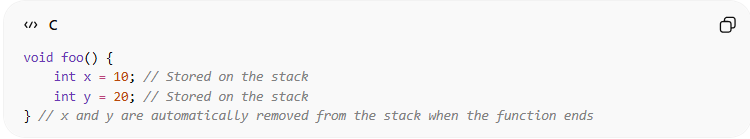 </> C
void foo() {
    int x = 10; // Stored on the stack
    int y = 20; // Stored on the stack
} // x and y are automatically removed from the stack when the function ends